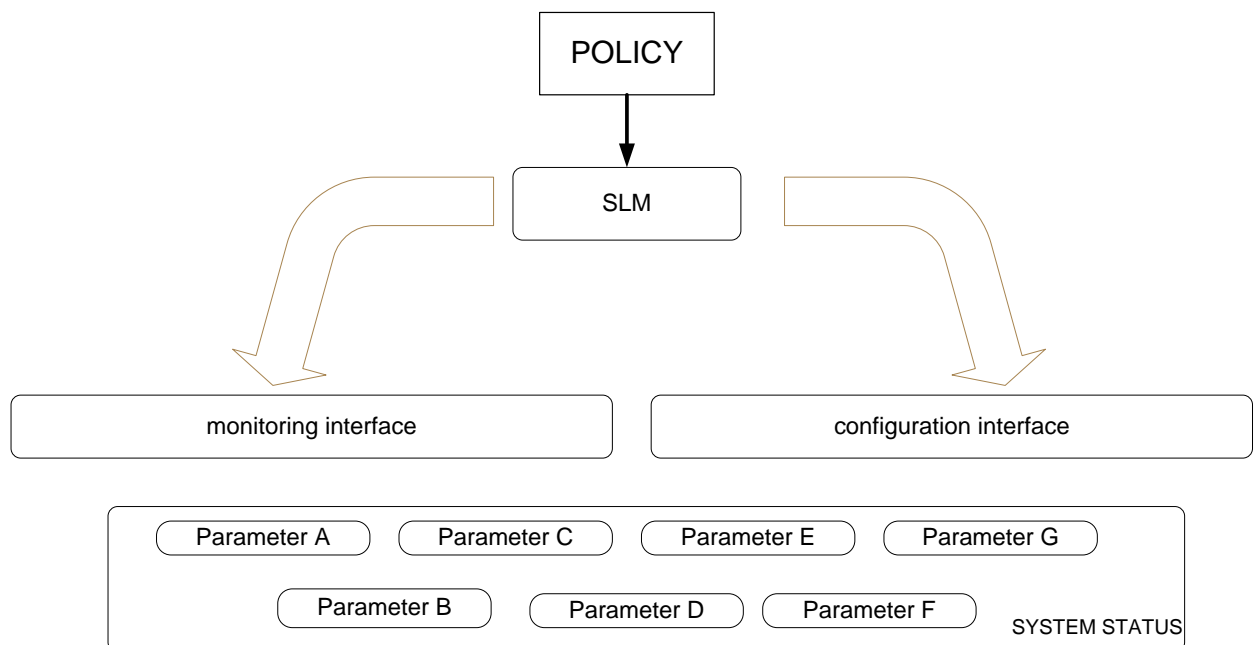 POLICY
SLM
monitoring interface
configuration interface
Parameter A
Parameter C
Parameter E
Parameter G
Parameter B
Parameter D
Parameter F
SYSTEM STATUS